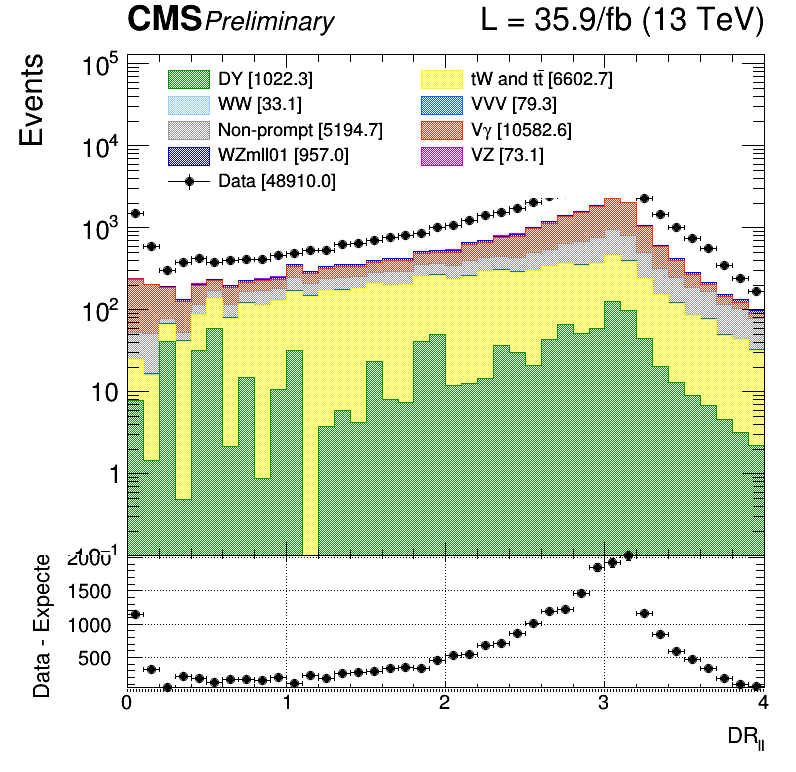 CMS Preliminary L = 35.9/fb (13 TeV)
Events
10⁵
10⁴
10³
10²
10
1
10⁻¹
DY [1022.3] tW and tt̄ [6602.7]
WW [33.1] VVV [79.3]
Non-prompt [5194.7] Vγ [10582.6]
WZmll01 [957.0] VZ [73.1]
Data [48910.0]
Data - Expecte
2000
1500
1000
500
0 1 2 3 4
DR_ll